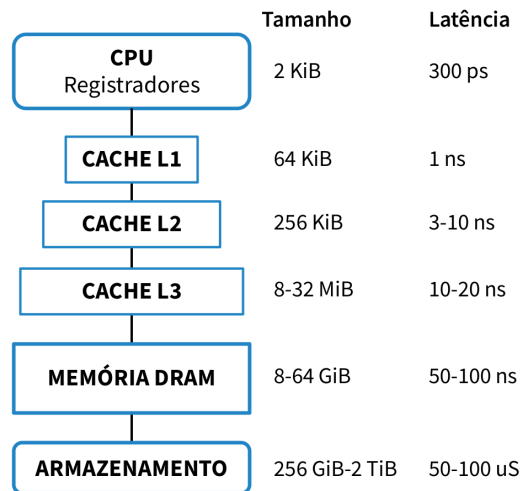 Tamanho Latência
CPU
Registradores 2 KiB 300 ps
CACHE L1 64 KiB 1 ns
CACHE L2 256 KiB 3-10 ns
CACHE L3 8-32 MiB 10-20 ns
MEMÓRIA DRAM 8-64 GiB 50-100 ns
ARMAZENAMENTO 256 GiB-2 TiB 50-100 uS